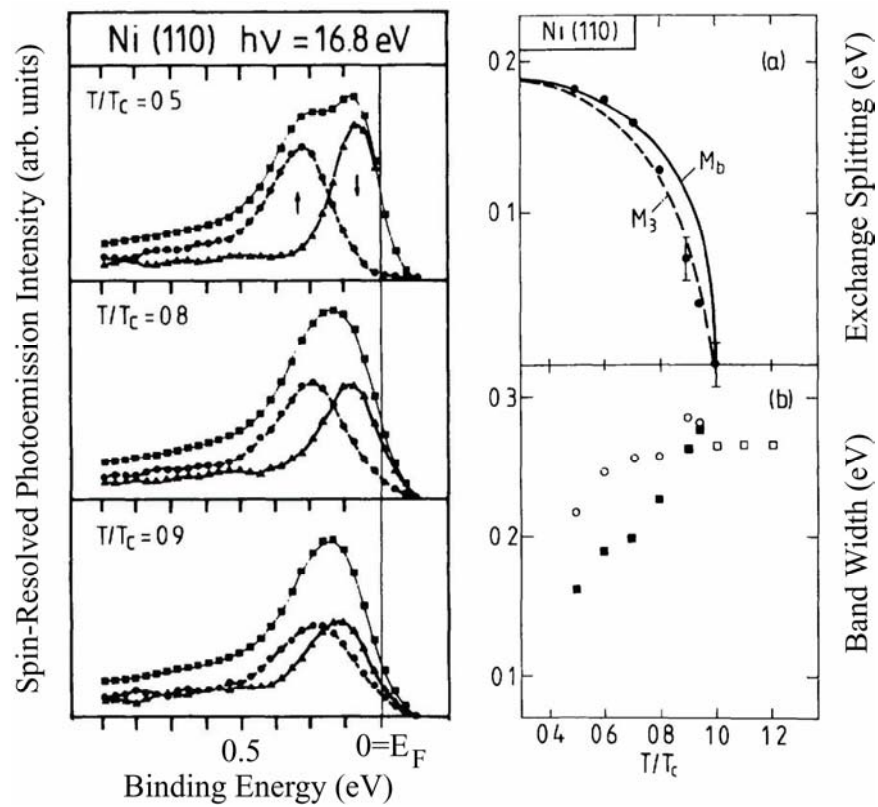 Ni (110) hν = 16.8 eV
T/Tc = 0 5
T/Tc = 0 8
T/Tc = 0 9
Spin-Resolved Photoemission Intensity (arb. units)
0.5
0=EF
Binding Energy (eV)
Ni (110)
(a)
0 2
0 1
Mb
M3
Exchange Splitting (eV)
(b)
0 3
0 2
0 1
Band Width (eV)
0 4
0 6
0 8
1 0
1 2
T/Tc